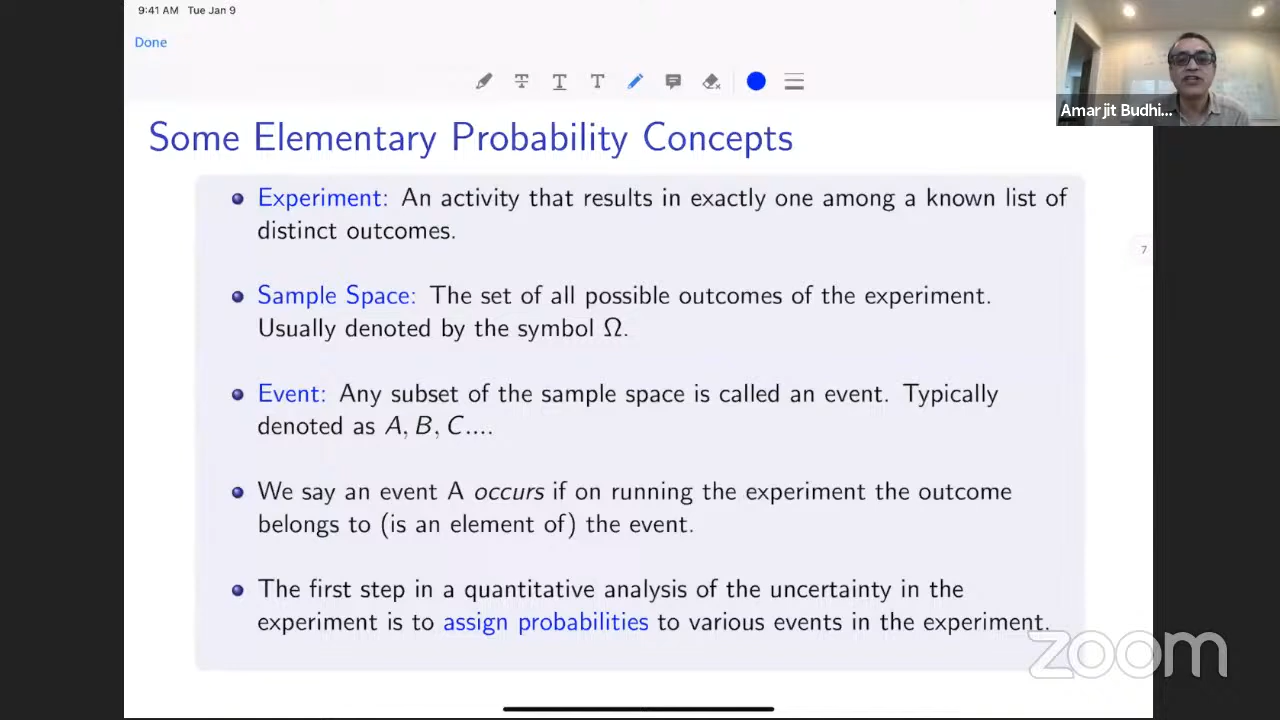 9:41 AM Tue Jan 9
Done
Amarjit Budhi...
Some Elementary Probability Concepts
Experiment: An activity that results in exactly one among a known list of
distinct outcomes.
7
Sample Space: The set of all possible outcomes of the experiment.
Usually denoted by the symbol Ω.
Event: Any subset of the sample space is called an event. Typically
denoted as A, B, C....
We say an event A occurs if on running the experiment the outcome
belongs to (is an element of) the event.
The first step in a quantitative analysis of the uncertainty in the
experiment is to assign probabilities to various events in the experiment.
zoom